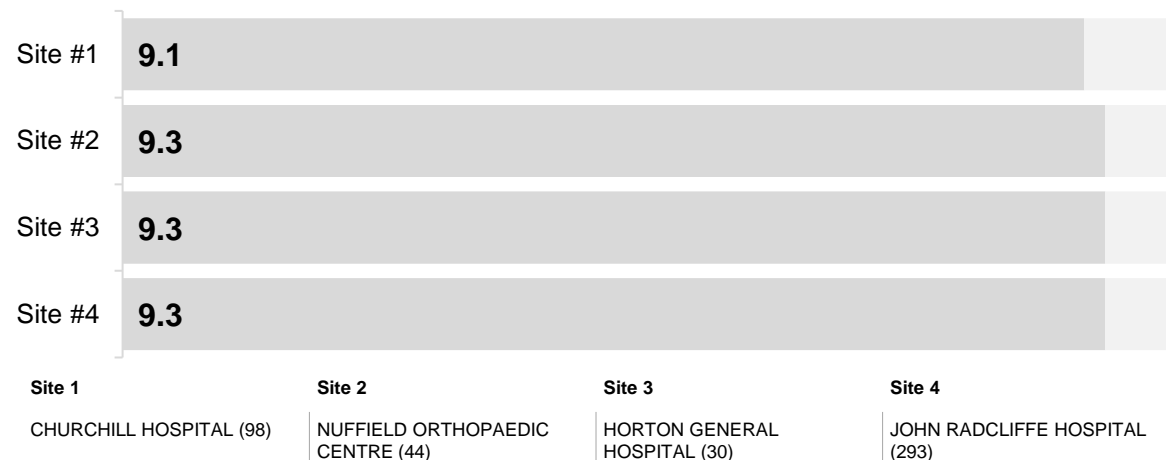 Site #1 9.1
Site #2 9.3
Site #3 9.3
Site #4 9.3
Site 1 Site 2 Site 3 Site 4
CHURCHILL HOSPITAL (98) NUFFIELD ORTHOPAEDIC HORTON GENERAL JOHN RADCLIFFE HOSPITAL
CENTRE (44) HOSPITAL (30) (293)